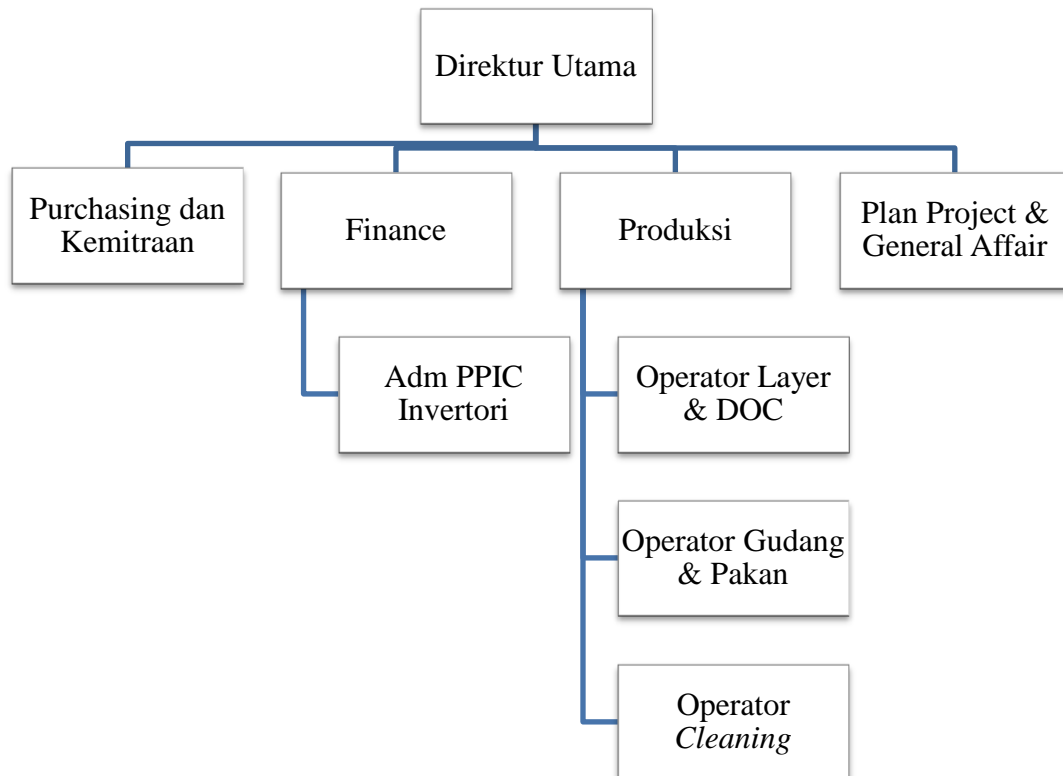 Direktur Utama
Purchasing dan
Kemitraan
Finance
Produksi
Plan Project &
General Affair
Adm PPIC
Invertori
Operator Layer
& DOC
Operator Gudang
& Pakan
Operator
Cleaning